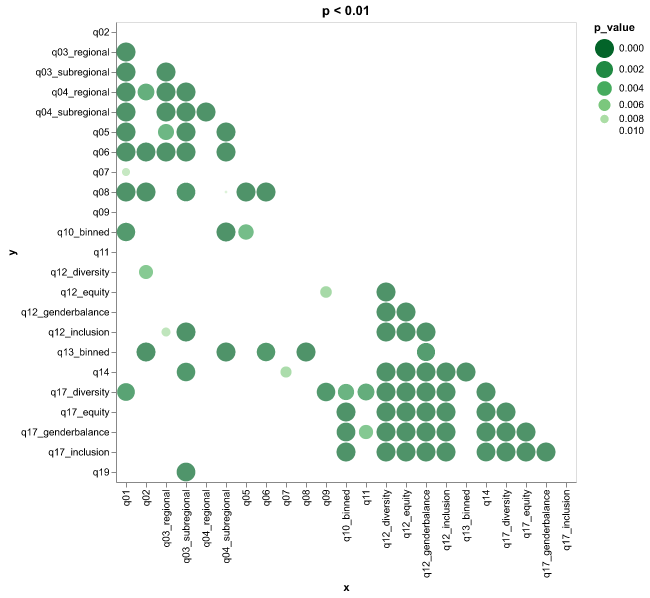 p < 0.01
y
q02
q03_regional
q03_subregional
q04_regional
q04_subregional
q05
q06
q07
q08
q09
q10_binned
q11
q12_diversity
q12_equity
q12_genderbalance
q12_inclusion
q13_binned
q14
q17_diversity
q17_equity
q17_genderbalance
q17_inclusion
q19
q01
q02
q03_regional
q03_subregional
q04_regional
q04_subregional
q05
q06
q07
q08
q09
q10_binned
q11
q12_diversity
q12_equity
q12_genderbalance
q12_inclusion
q13_binned
q14
q17_diversity
q17_equity
q17_genderbalance
q17_inclusion
x
p_value
0.000
0.002
0.004
0.006
0.008
0.010